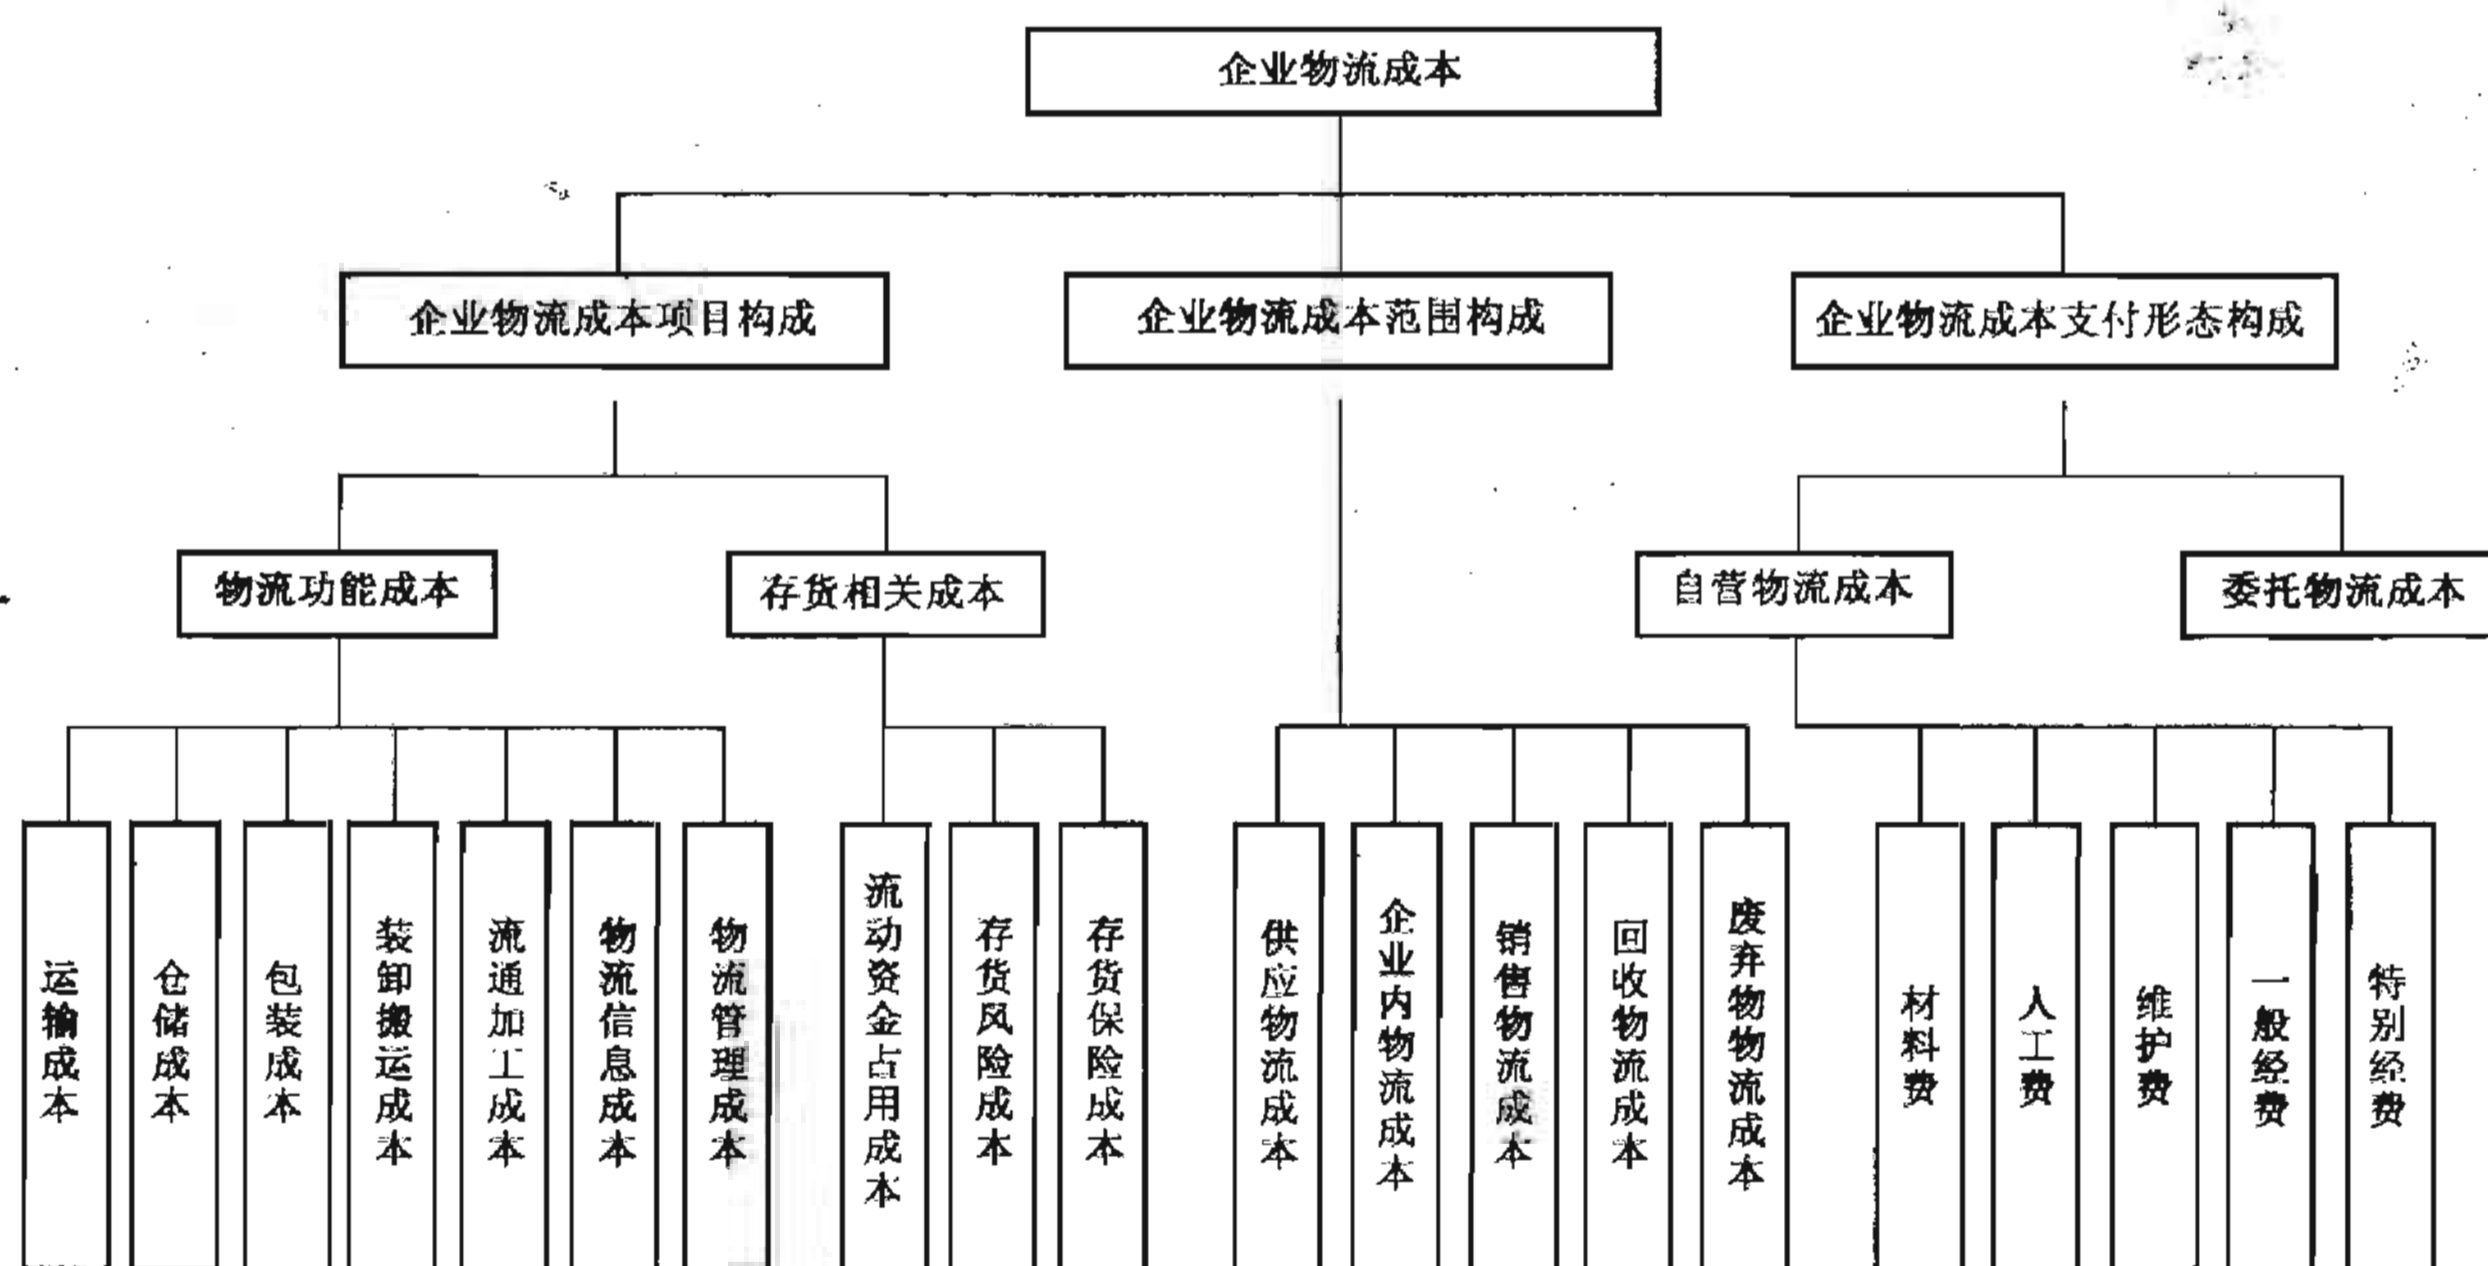 企业物流成本
企业物流成本项目构成
企业物流成本范围构成
企业物流成本支付形态构成
物流功能成本
存货相关成本
自营物流成本
委托物流成本
运输成本
仓储成本
包装成本
装卸搬运成本
流通加工成本
物流信息成本
物流管理成本
流动资金占用成本
存货风险成本
存货保险成本
供应物流成本
企业内物流成本
销售物流成本
回收物流成本
废弃物物流成本
材料费
人工费
维护费
一般经费
特别经费